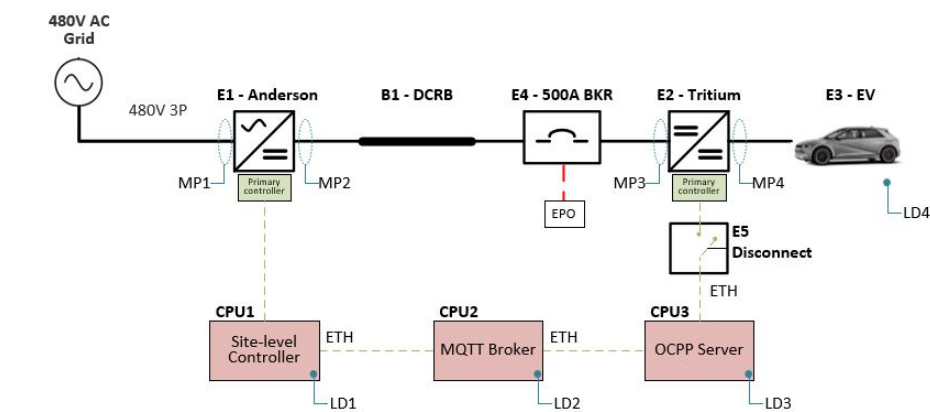 480V AC
Grid
480V 3P
E1 - Anderson
B1 - DCRB
E4 - 500A BKR
E2 - Tritium
E3 - EV
MP1
MP2
MP3
MP4
Primary
controller
Primary
controller
EPO
LD4
E5
Disconnect
ETH
CPU1
CPU2
CPU3
Site-level
Controller
ETH
MQTT Broker
ETH
OCPP Server
LD1
LD2
LD3